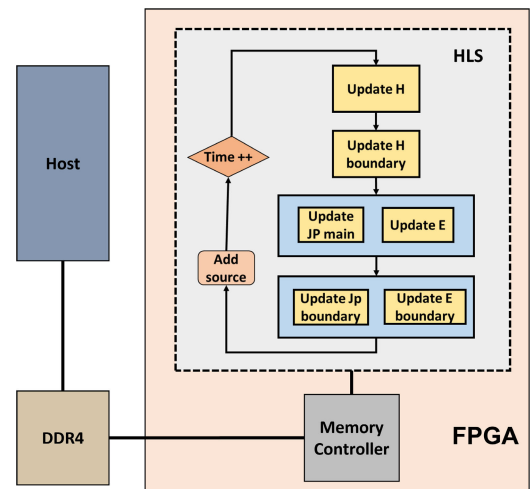 HLS
Update H
Host
Update H
boundary
Time ++
Update
JP main
Update E
Add
source
Update Jp
boundary
Update E
boundary
DDR4
Memory
Controller
FPGA